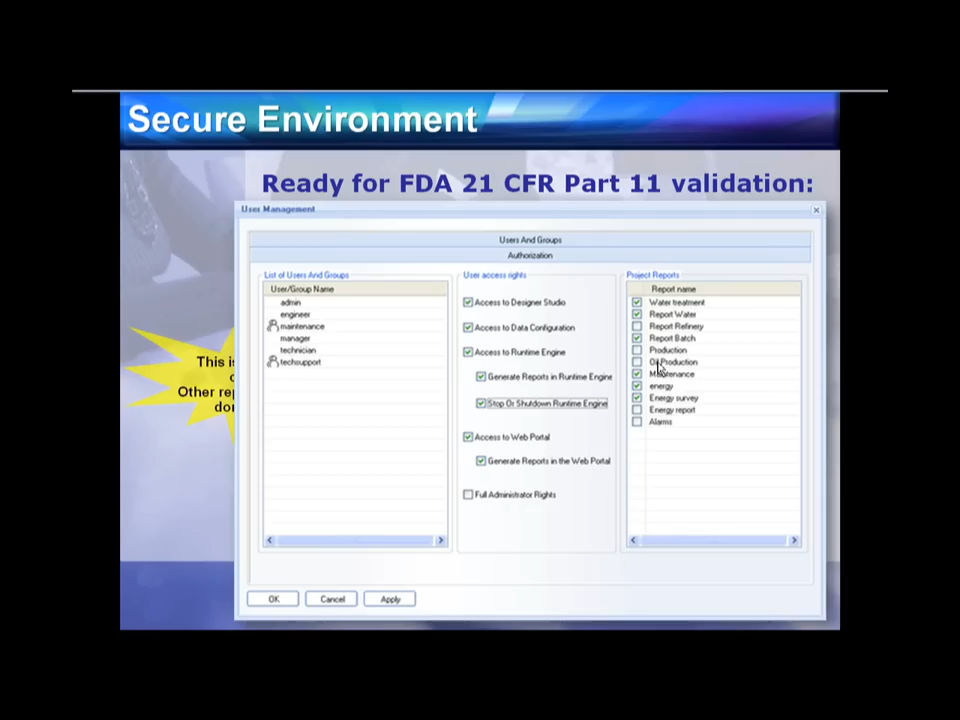 Secure Environment
Ready for FDA 21 CFR Part 11 validation:
User Management
Users And Groups
Authorization
List of Users And Groups
User/Group Name
admin
engineer
maintenance
manager
technician
techsupport
User access rights
Access to Designer Studio
Access to Data Configuration
Access to Runtime Engine
Generate Reports in Runtime Engine
Stop Or Shutdown Runtime Engine
Access to Web Portal
Generate Reports in the Web Portal
Full Administrator Rights
Project Reports
Report name
Water treatment
Report Water
Report Refinery
Report Batch
Production
Oil Production
Maintenance
energy
Energy survey
Energy report
Alarms
This is
Other rep
don
OK
Cancel
Apply